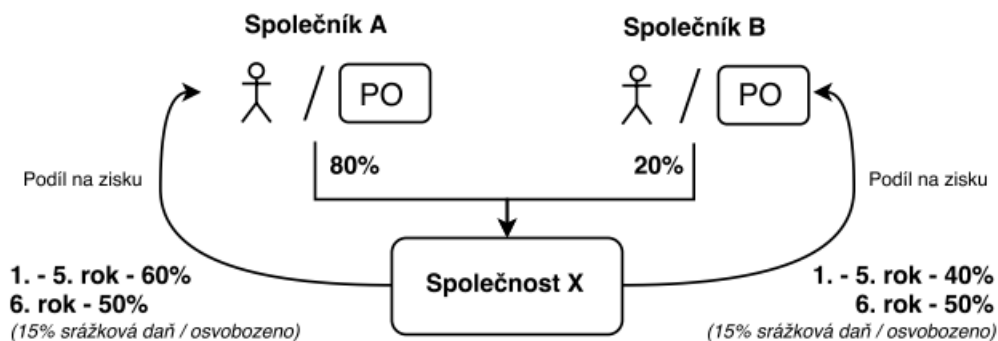 Společník A
Společník B
PO
PO
80%
20%
Podíl na zisku
Podíl na zisku
Společnost X
1. - 5. rok - 60%
6. rok - 50%
(15% srážková daň / osvobozeno)
1. - 5. rok - 40%
6. rok - 50%
(15% srážková daň / osvobozeno)